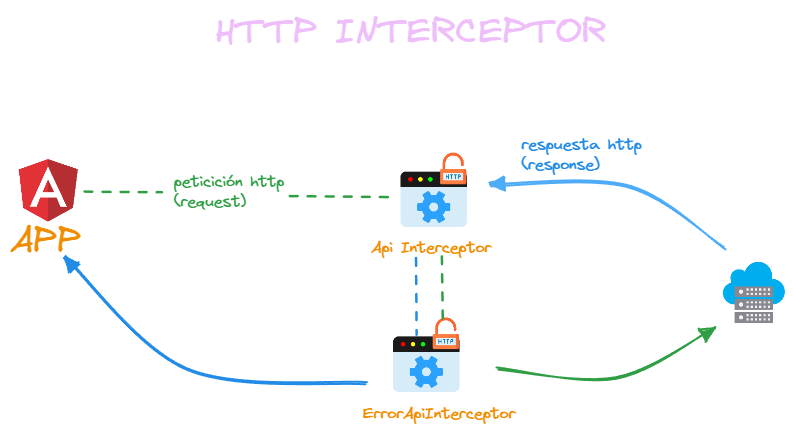 HTTP INTERCEPTOR
respuesta http
(response)
HTTP
petición http
(request)
A
APP
Api Interceptor
HTTP
ErrorApiInterceptor